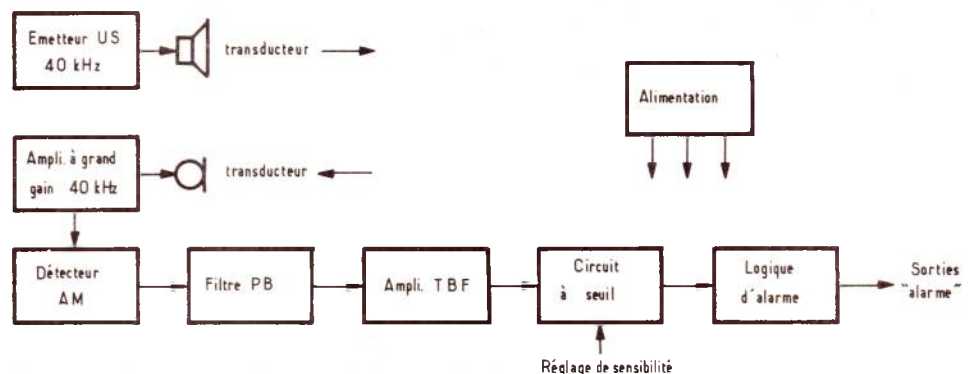 Emetteur US
40 kHz
transducteur
Alimentation
Ampli. à grand
gain 40 kHz
transducteur
Détecteur
AM
Filtre PB
Ampli. TBF
Circuit
à seuil
Logique
d'alarme
Sorties
"alarme"
Réglage de sensibilité